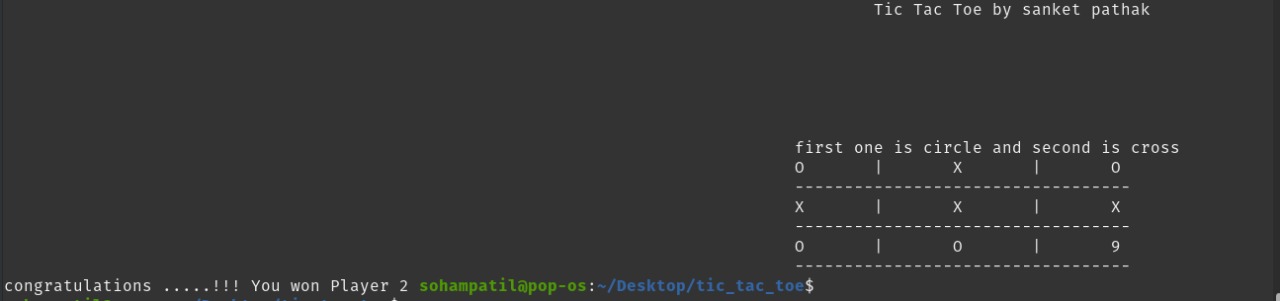 Tic Tac Toe by sanket pathak
first one is circle and second is cross
O | X | O
----------------------------------
X | X | X
----------------------------------
O | O | 9
----------------------------------
congratulations .....!!! You won Player 2 sohampatil@pop-os:~/Desktop/tic_tac_toe$